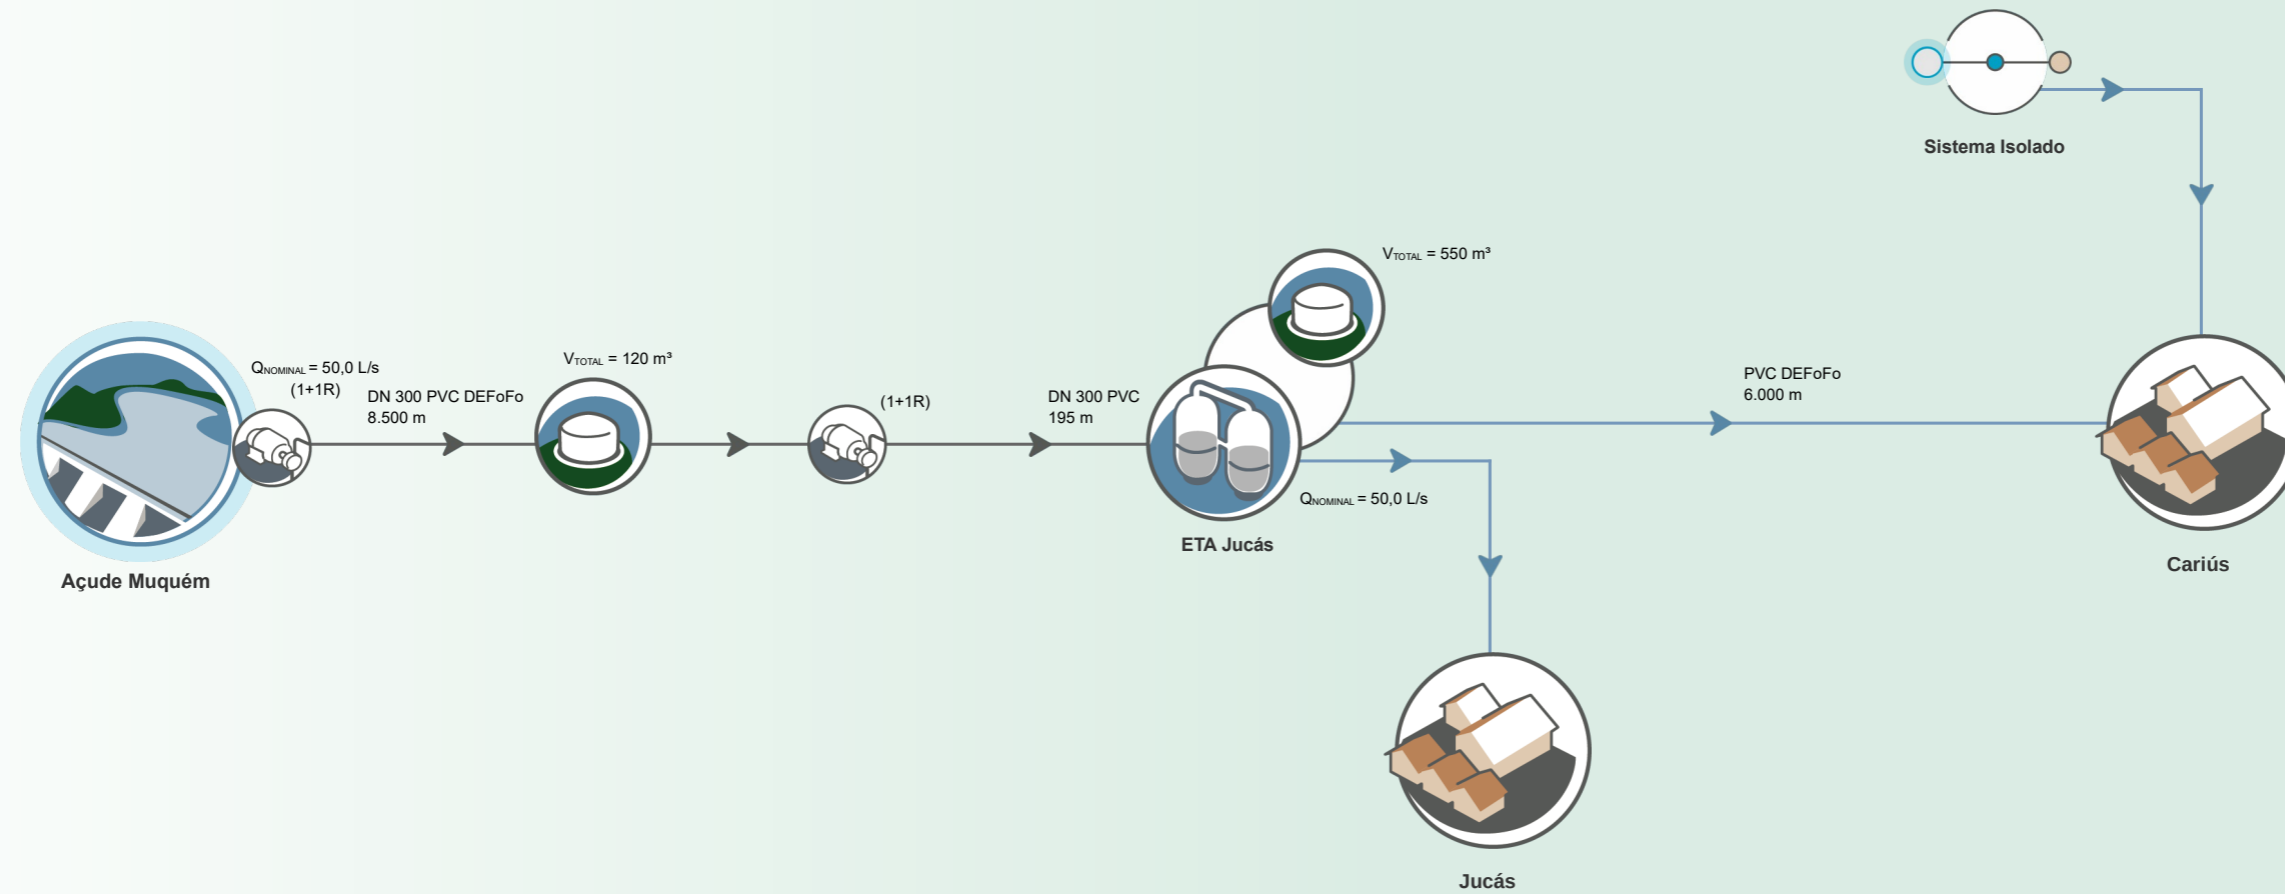 Sistema Isolado
VTOTAL = 550 m³
QNOMINAL = 50,0 L/s
(1+1R)
DN 300 PVC DEFoFo
8.500 m
VTOTAL = 120 m³
(1+1R)
DN 300 PVC
195 m
PVC DEFoFo
6.000 m
QNOMINAL = 50,0 L/s
ETA Jucás
Cariús
Açude Muquém
Jucás